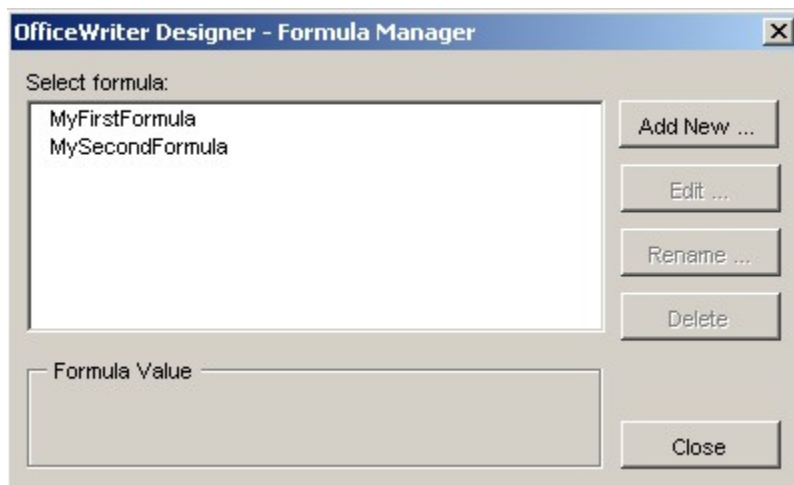 OfficeWriter Designer - Formula Manager
Select formula:
MyFirstFormula
MySecondFormula
Add New ...
Edit ...
Rename ...
Delete
Formula Value
Close